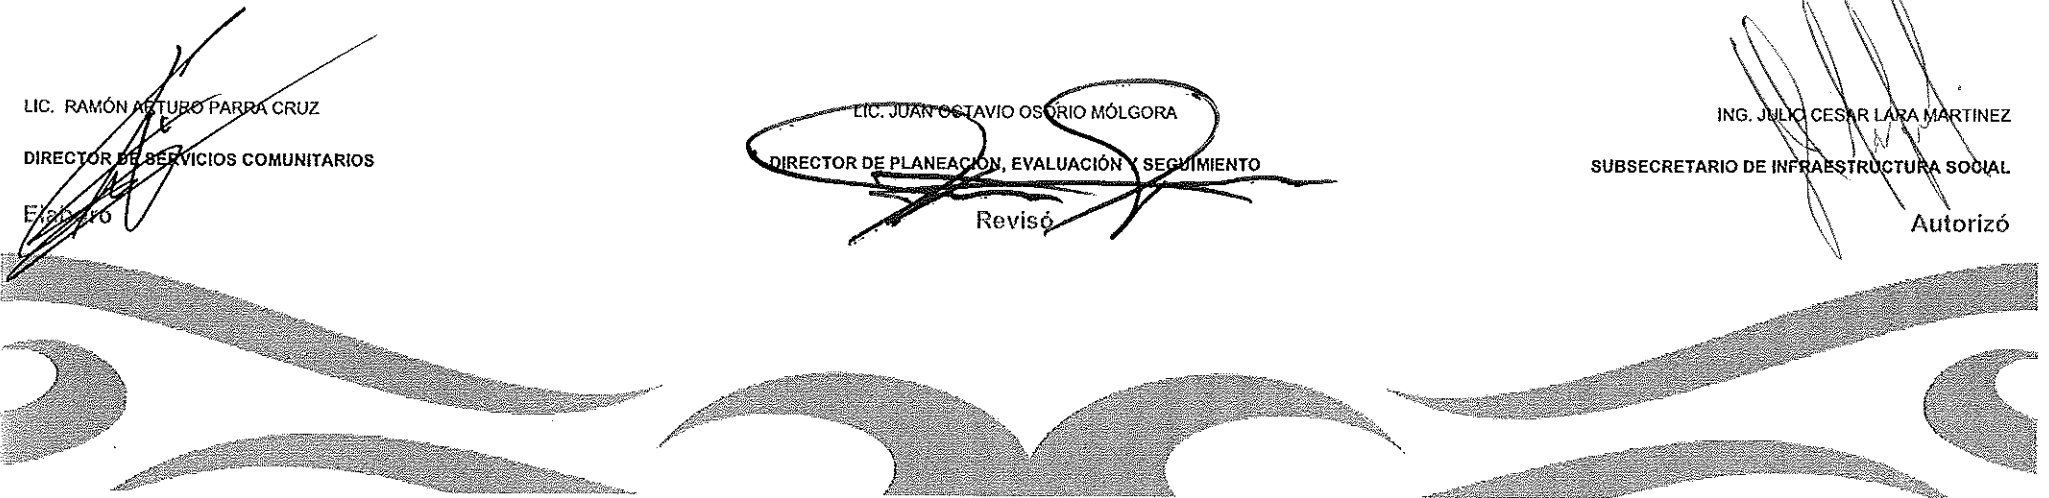 LIC. RAMÓN ARTURO PARRA CRUZ
DIRECTOR DE SERVICIOS COMUNITARIOS
Elaboró
LIC. JUAN OCTAVIO OSORIO MÓLGORA
DIRECTOR DE PLANEACIÓN, EVALUACIÓN Y SEGUIMIENTO
Revisó
ING. JULIO CESAR LARA MARTINEZ
SUBSECRETARIO DE INFRAESTRUCTURA SOCIAL
Autorizó